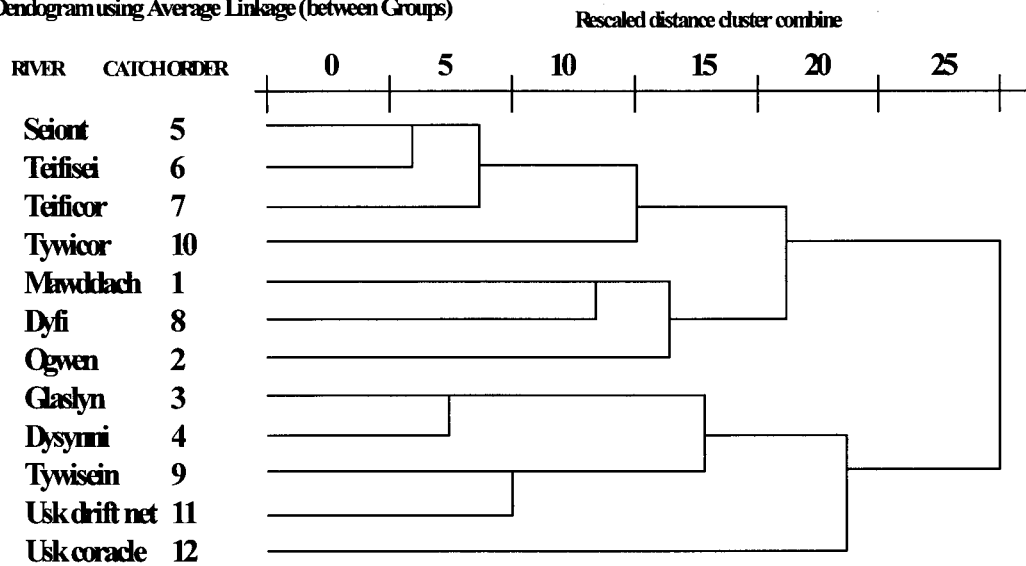 Dendogram using Average Linkage (between Groups)
Rescaled distance cluster combine
RIVER CATCHORDER 0 5 10 15 20 25
Seiont 5
Teifisei 6
Teificor 7
Tywicor 10
Mawddach 1
Dyfi 8
Ogwen 2
Glaslyn 3
Dysynni 4
Tywisein 9
Usk drift net 11
Usk coracle 12